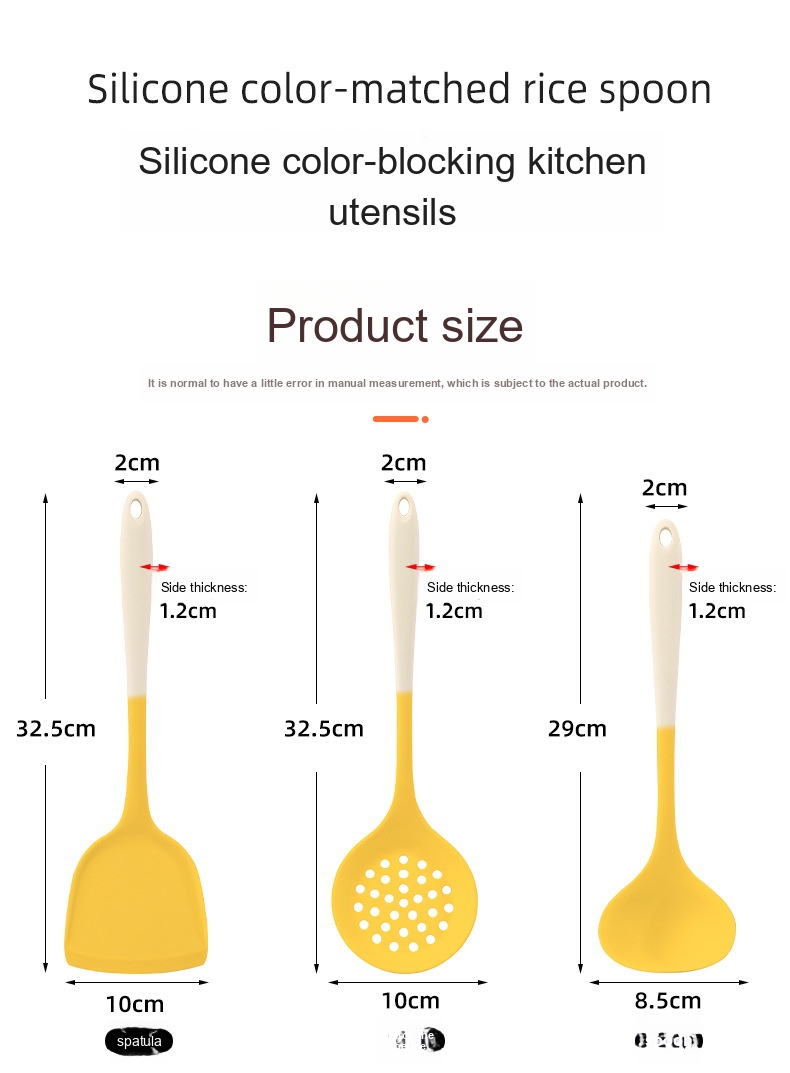 Silicone color-matched rice spoon
Silicone color-blocking kitchen
utensils
Product size
It is normal to have a little error in manual measurement, which is subject to the actual product.
2cm
2cm
2cm
Side thickness:
1.2cm
Side thickness:
1.2cm
Side thickness:
1.2cm
32.5cm
32.5cm
29cm
10cm
10cm
8.5cm
spatula